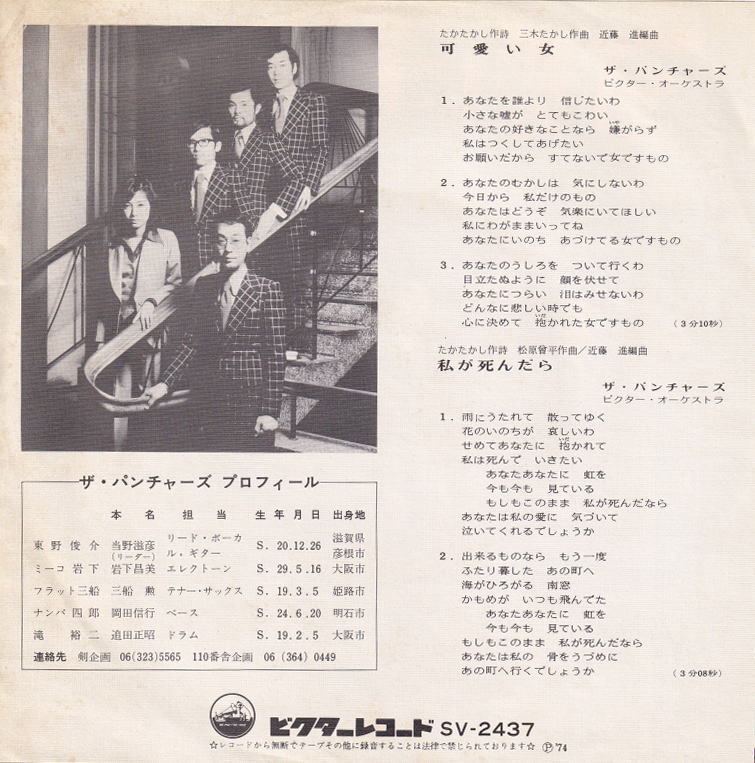 たかたかし作詩　三木たかし作曲　近藤　進編曲
可愛い女
ザ・パンチャーズ
ビクター・オーケストラ
1．あなたを誰より　信じたいわ
小さな嘘が　とてもこわい
あなたの好きなことなら　嫌がらず
私はつくしてあげたい
お願いだから　すてないで女ですもの
2．あなたのむかしは　気にしないわ
今日から　私だけのもの
あなたはどうぞ　気楽にいてほしい
私にわがままいってね
あなたにいのち　あづけてる女ですもの
3．あなたのうしろを　ついて行くわ
目立たぬように　顔を伏せて
あなたにつらい　泪はみせないわ
どんなに悲しい時でも
心に決めて　抱かれた女ですもの　（3分10秒）
たかたかし作詩　松原曾平作曲／近藤　進編曲
私が死んだら
ザ・パンチャーズ
ビクター・オーケストラ
1．雨にうたれて　散ってゆく
花のいのちが　哀しいわ
せめてあなたに　抱かれて
私は死んで　いきたい
あなたあなたに　虹を
今も今も　見ている
もしもこのまま　私が死んだなら
あなたは私の愛に　気づいて
泣いてくれるでしょうか
2．出来るものなら　もう一度
ふたり暮した　あの町へ
海がひろがる　南窓
かもめが　いつも飛んでた
あなたあなたに　虹を
今も今も　見ている
もしもこのまま　私が死んだなら
あなたは私の　骨をうづめに
あの町へ行くでしょうか　（3分08秒）
ザ・パンチャーズ プロフィール
本名　担当　生年月日　出身地
東野俊介　当野滋彦（リーダー）　リード・ボーカル，ギター　S．20.12.26　滋賀県彦根市
ミーコ岩下　岩下昌美　エレクトーン　S．29.5.16　大阪市
フラット三船　三船　勲　テナー・サックス　S．19.3.5　姫路市
ナンバ四郎　岡田信行　ベース　S．24.6.20　明石市
滝　裕二　迫田正昭　ドラム　S．19.2.5　大阪市
連絡先　剣企画　06(323)5565　110番舎企画　06(364)0449
ビクターレコード SV-2437
☆レコードから無断でテープその他に録音することは法律で禁じられております☆ Ⓟ'74